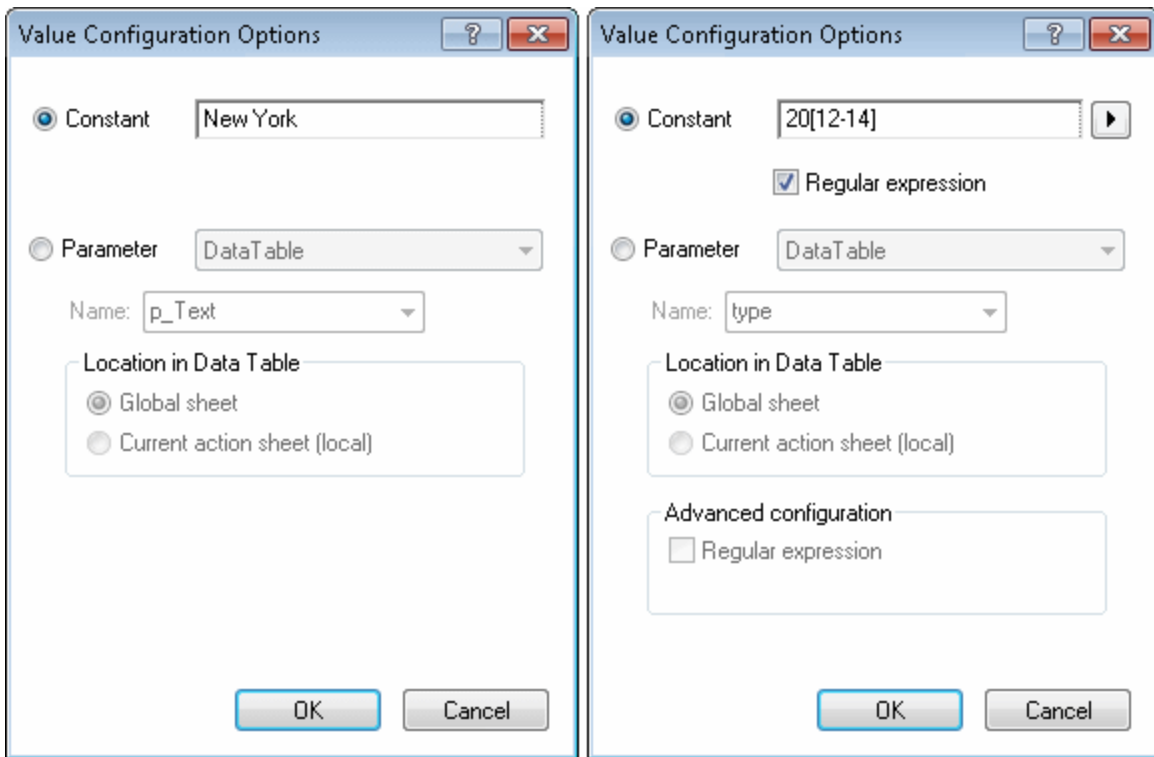 Value Configuration Options
Constant New York
Parameter DataTable
Name: p_Text
Location in Data Table
Global sheet
Current action sheet (local)
OK Cancel
Value Configuration Options
Constant 20[12-14]
Regular expression
Parameter DataTable
Name: type
Location in Data Table
Global sheet
Current action sheet (local)
Advanced configuration
Regular expression
OK Cancel